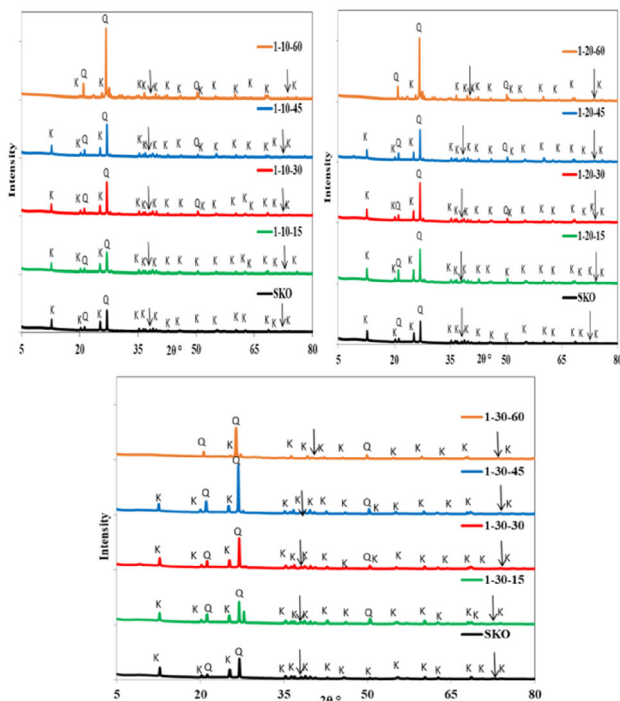 Q
1-10-60
K Q K K K K K K K Q K K K K K
1-10-45
Q
K K Q K K K K K K K K K K K K K K
1-10-30
Q
K K Q K K K K K K Q K K K K K K K
1-10-15
Q
K K Q K K K K K K K K K K K K K K
SKO
Q
K K Q K K K K K K K K K K K K K K
Intensity
5 20 35 50 65 80
2θ°
Q
1-20-60
Q K K K K K K Q K K K K K
1-20-45
Q
K K Q K K K K K K K Q K K K K K K
1-20-30
Q
K K Q K K K K K K K Q K K K K K K K
1-20-15
Q
K K Q K K K K K K K K K K K K K K
SKO
Q
K K Q K K K K K K K K K K K K K
Intensity
5 20 35 50 65 80
2θ°
1-30-60
Q
Q K K K K K Q K K K K K
1-30-45
Q
K K Q K K K K K K K Q K K K K K
1-30-30
Q
K K Q K K K K K K K Q K K K K K
1-30-15
Q
K K Q K K K K K K K Q K K K K K K
SKO
Q
K K Q K K K K K K K K K K K K K K
Intensity
5 20 35 50 65 80
2θ°